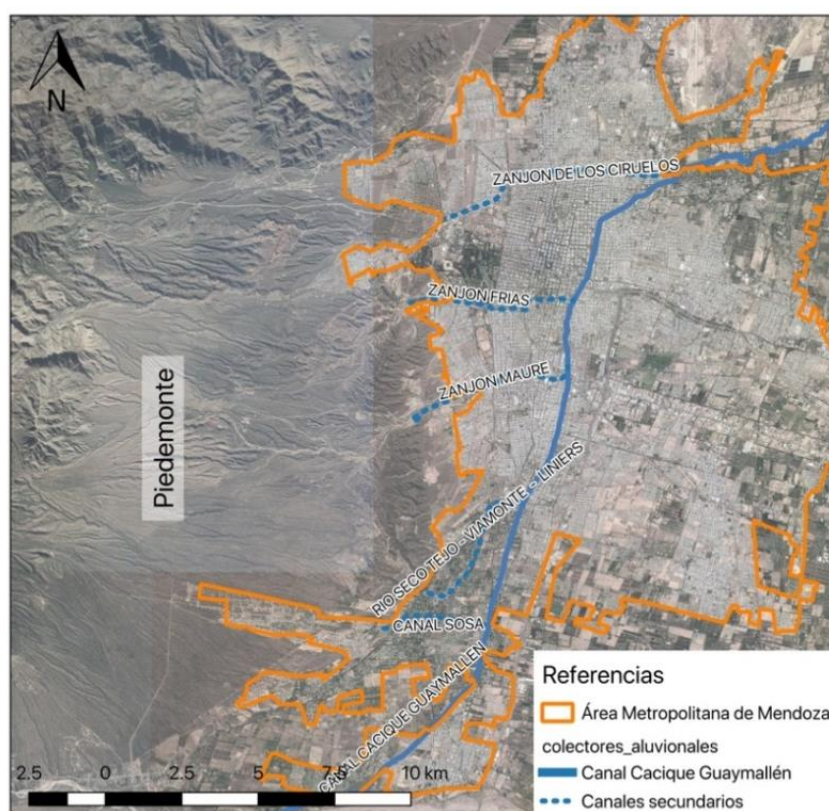 N
ZANJON DE LOS CIRUELOS
ZANJON FRIAS
ZANJON MAURE
Piedemonte
RIO SECO TEJO - VIAMONTE - LINIERS
CANAL SOSA
CANAL CACIQUE GUAYMALLEN
Referencias
Área Metropolitana de Mendoza
colectores_aluvionales
Canal Cacique Guaymallén
Canales secundarios
2.5 0 2.5 5 7.5 10 km